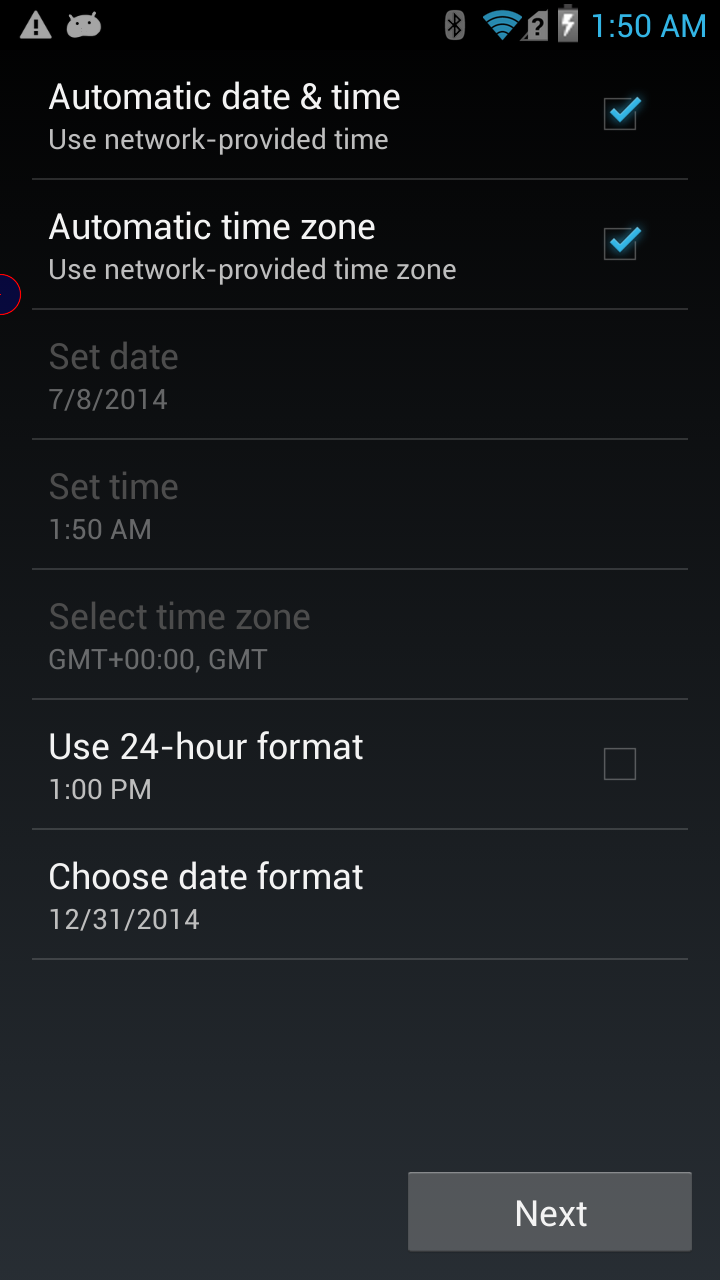 1:50 AM
Automatic date & time
Use network-provided time
Automatic time zone
Use network-provided time zone
Set date
7/8/2014
Set time
1:50 AM
Select time zone
GMT+00:00, GMT
Use 24-hour format
1:00 PM
Choose date format
12/31/2014
Next